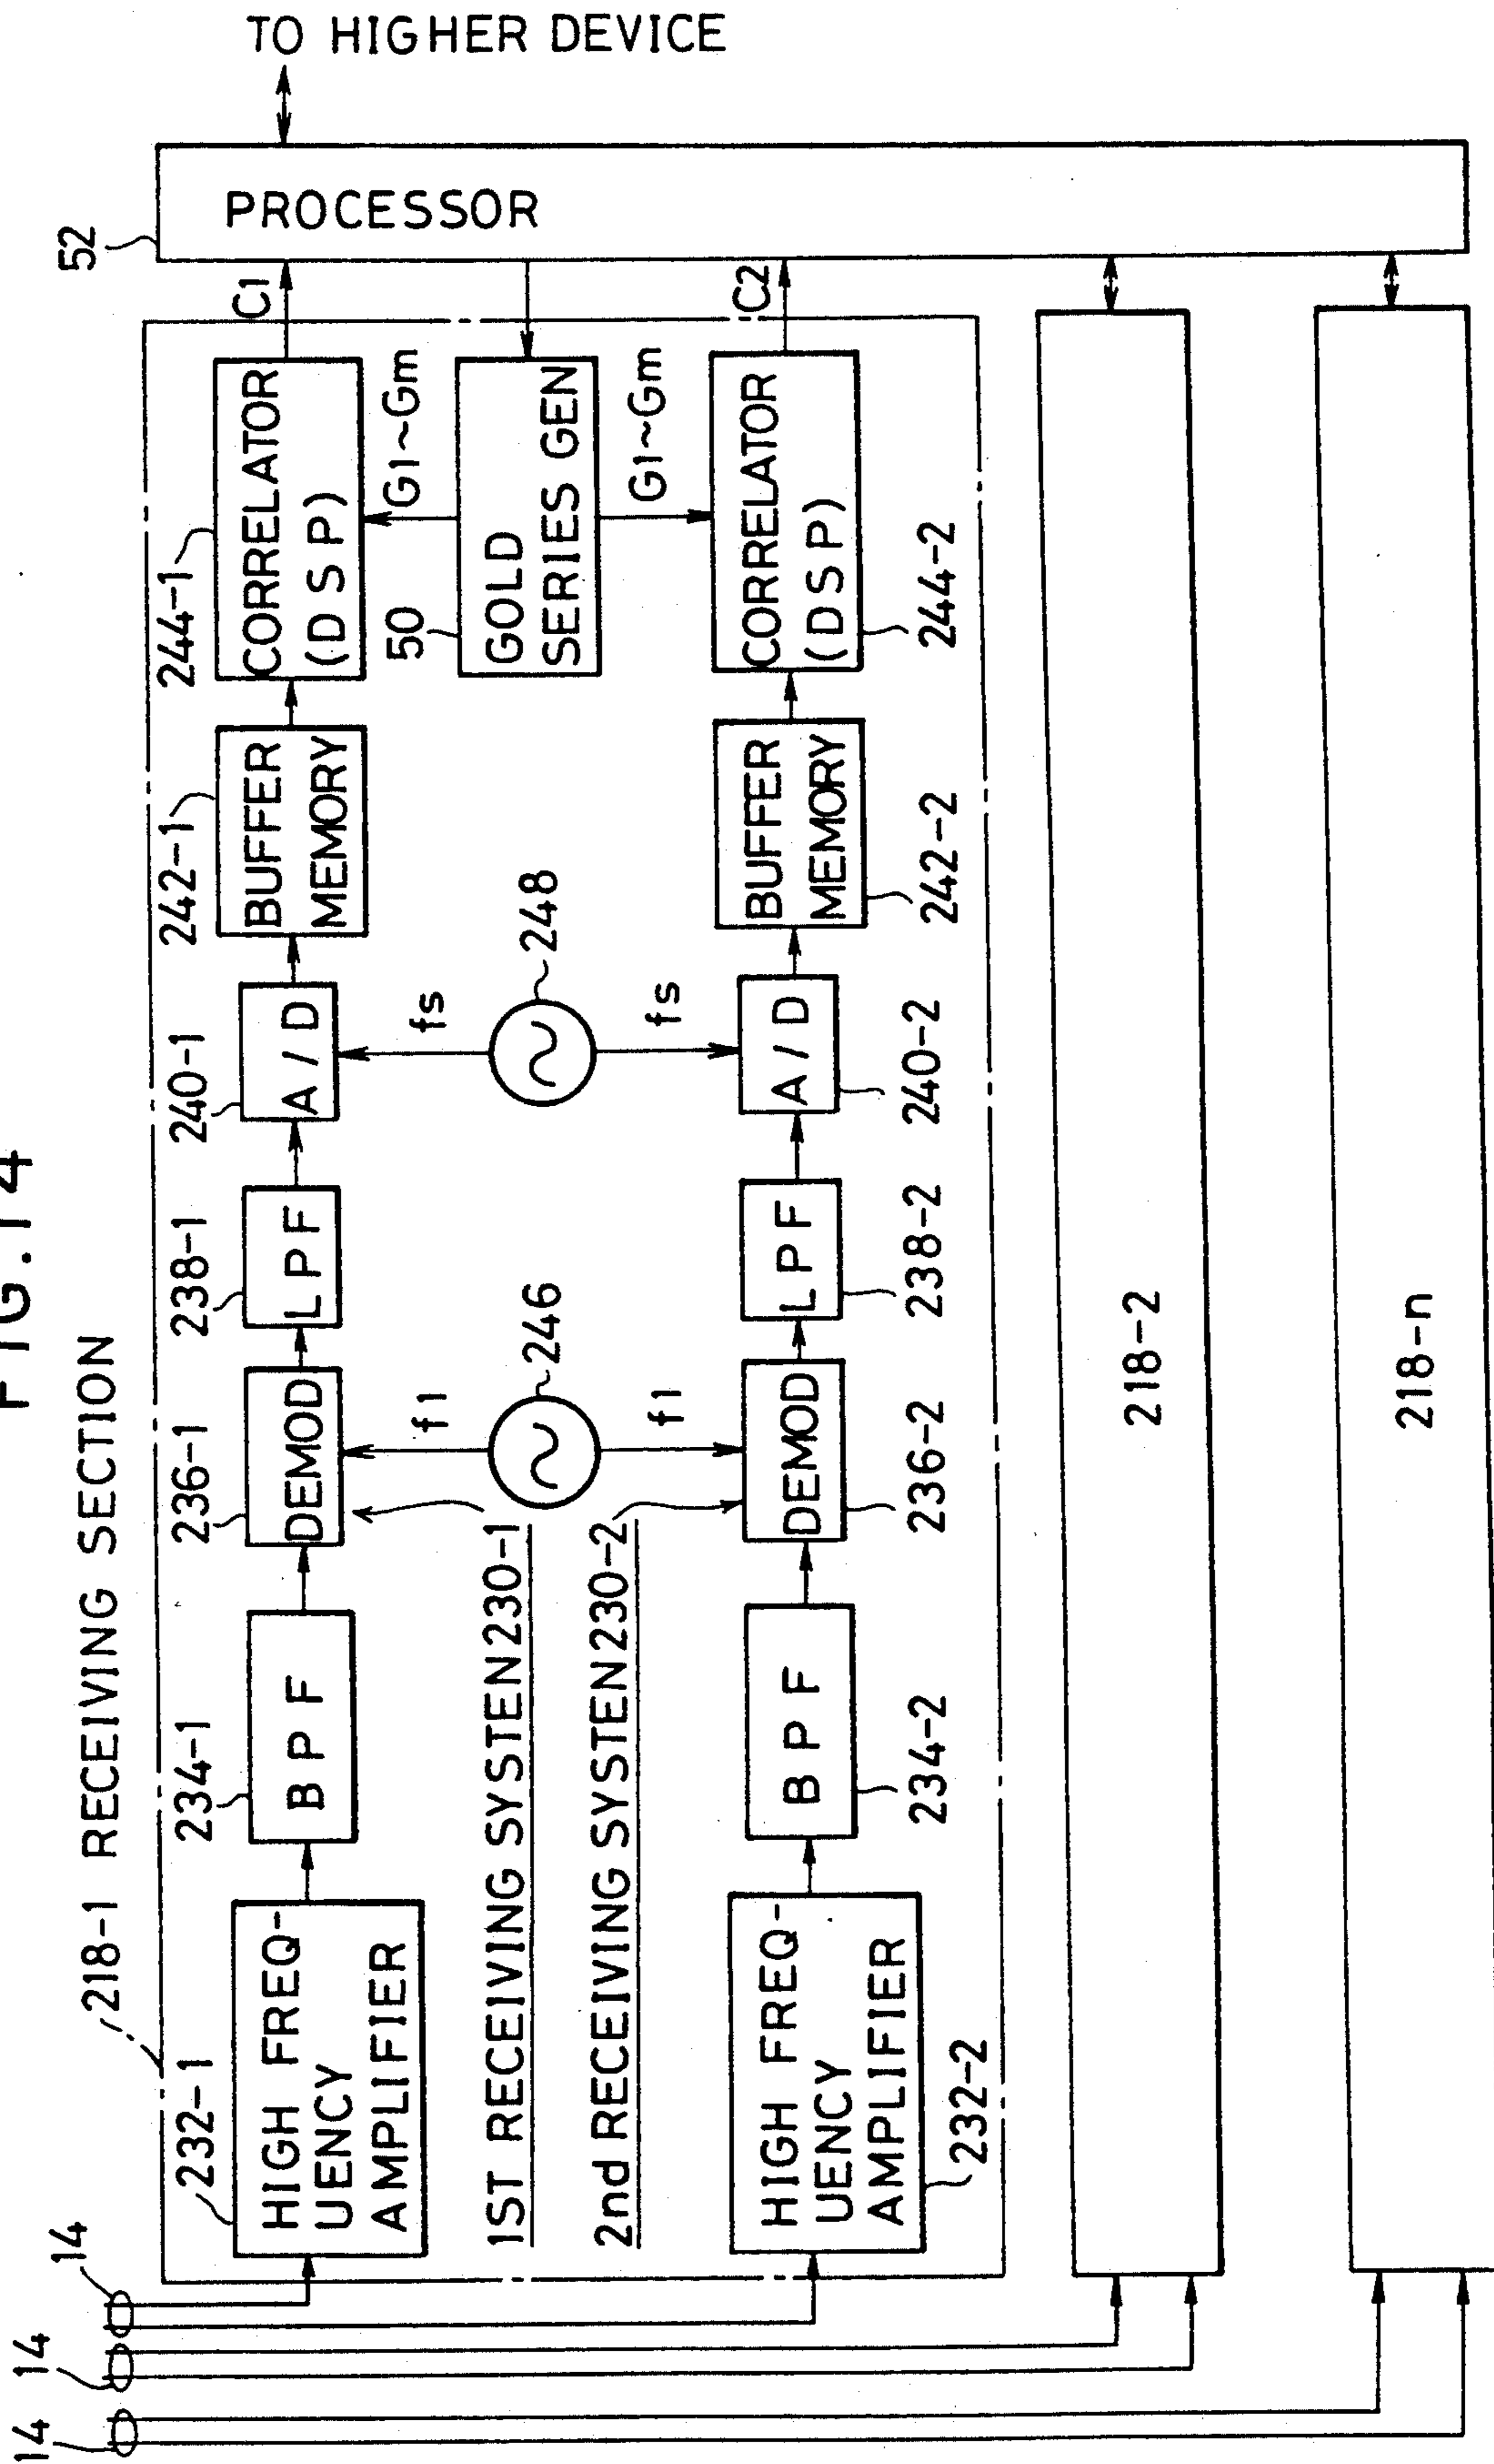 FIG.14
218-1 RECEIVING SECTION
TO HIGHER DEVICE
52
PROCESSOR
14
14
14
232-1
HIGH FREQ-
UENCY
AMPLIFIER
234-1
BPF
236-1
DEMOD
238-1
LPF
240-1
A/D
242-1
BUFFER
MEMORY
244-1
CORRELATOR
(DSP)
C1
1ST RECEIVING SYSTEN230-1
2nd RECEIVING SYSTEN230-2
f1
246
f1
fs
248
fs
G1~Gm
50
GOLD
SERIES GEN
G1~Gm
HIGH FREQ-
UENCY
AMPLIFIER
232-2
BPF
234-2
DEMOD
236-2
LPF
238-2
A/D
240-2
BUFFER
MEMORY
242-2
CORRELATOR
(DSP)
244-2
C2
218-2
218-n